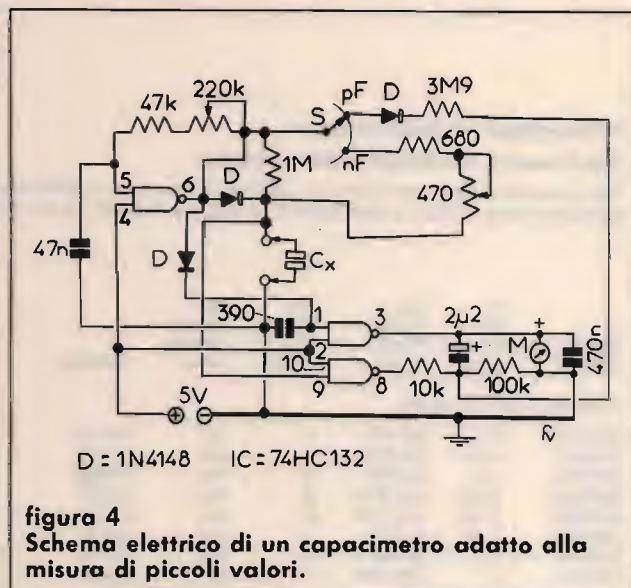 220k
47k
S
pF
D
3M9
nF
680
1M
470
5
6
4
D
47n
D
Cx
390
1
3
2µ2
+
+
2
M
470n
10
9
8
10k
100k
5V
+ −
D = 1N4148 IC = 74HC132
figura 4
Schema elettrico di un capacimetro adatto alla
misura di piccoli valori.